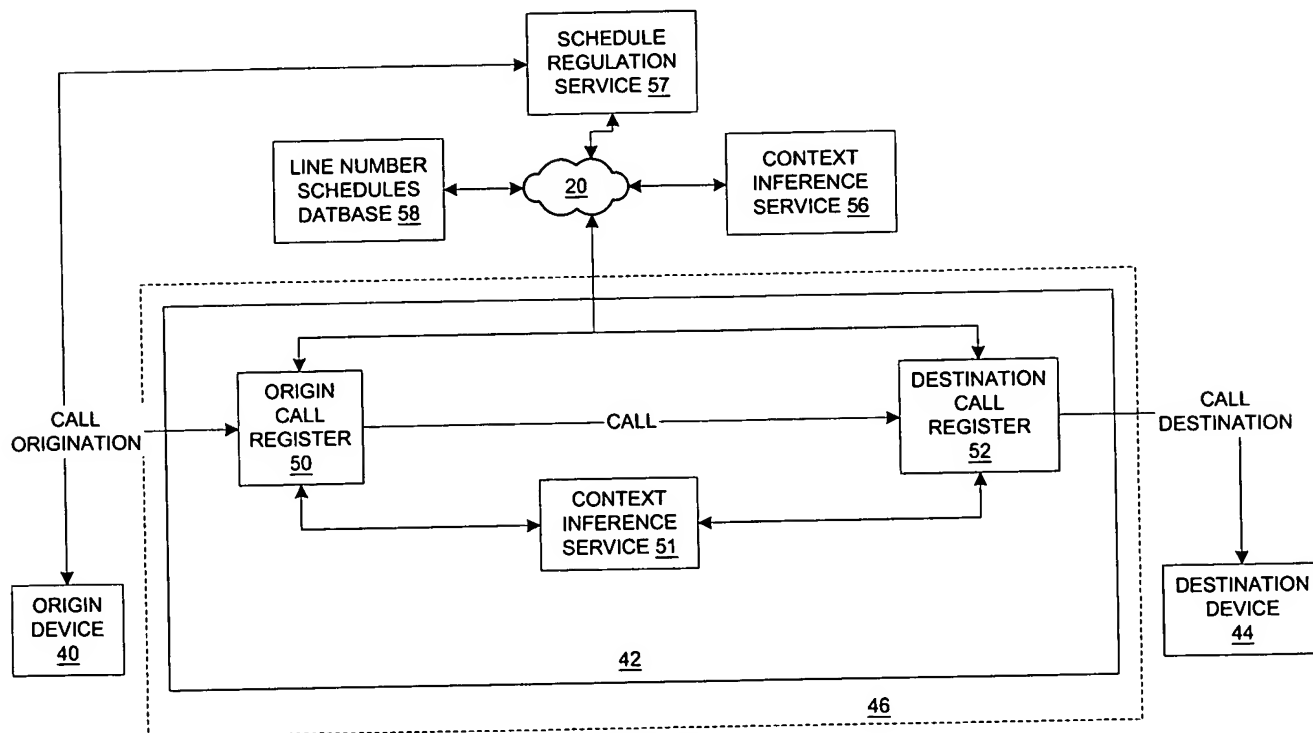 SCHEDULE
REGULATION
SERVICE 57
LINE NUMBER
SCHEDULES
DATBASE 58
20
CONTEXT
INFERENCE
SERVICE 56
ORIGIN
CALL
REGISTER
50
DESTINATION
CALL
REGISTER
52
CALL
ORIGINATION
CALL
CALL
DESTINATION
CONTEXT
INFERENCE
SERVICE 51
ORIGIN
DEVICE
40
DESTINATION
DEVICE
44
42
46